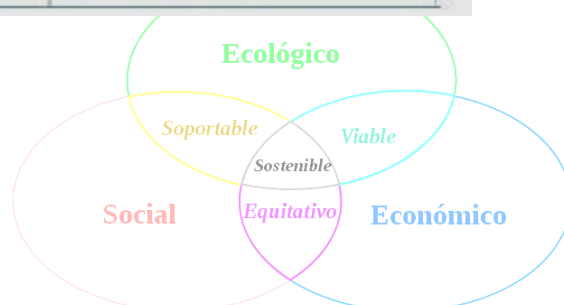 Ecológico
Soportable
Viable
Sostenible
Social
Equitativo
Económico